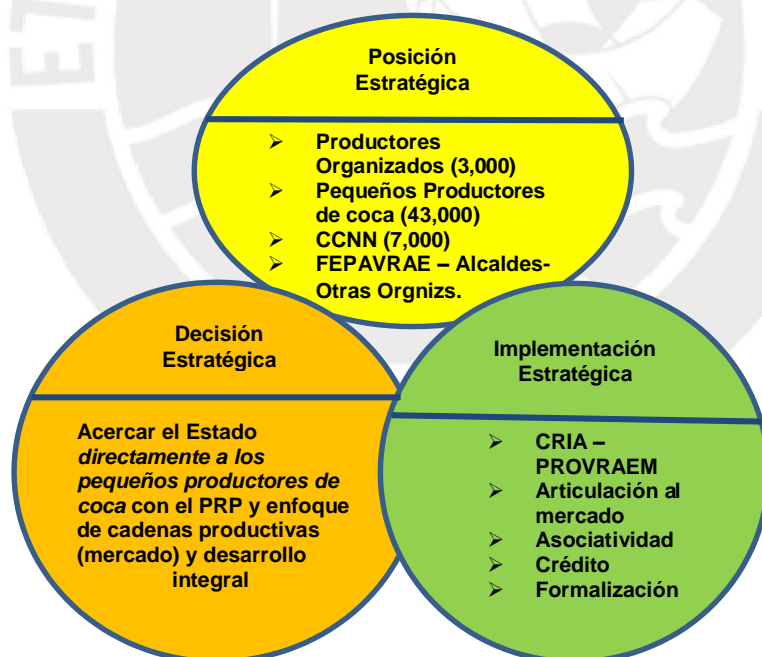 Posición
Estratégica
➢ Productores
Organizados (3,000)
➢ Pequeños Productores
de coca (43,000)
➢ CCNN (7,000)
➢ FEPAVRAE – Alcaldes-
Otras Orgnizs.
Decisión
Estratégica
Acercar el Estado
directamente a los
pequeños productores de
coca con el PRP y enfoque
de cadenas productivas
(mercado) y desarrollo
integral
Implementación
Estratégica
➢ CRIA –
PROVRAEM
➢ Articulación al
mercado
➢ Asociatividad
➢ Crédito
➢ Formalización